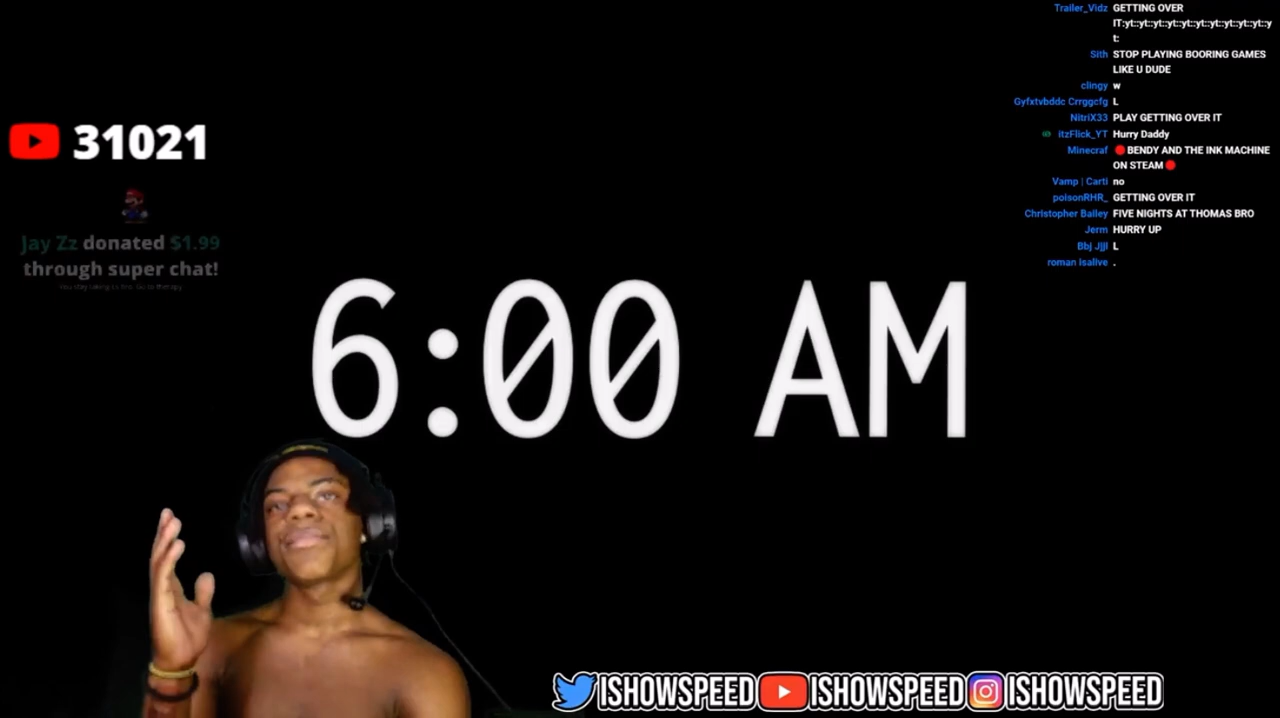 31021
Jay Zz donated $1.99
through super chat!
6:00 AM
Trailer_Vidz GETTING OVER
IT:yt::yt::yt::yt::yt::yt::yt::yt::yt::yt::y
t:
Sith STOP PLAYING BOORING GAMES
LIKE U DUDE
clingy w
Gyfxtvbddc Crrggcfg L
NitriX33 PLAY GETTING OVER IT
itzFlick_YT Hurry Daddy
Minecraf 🔴BENDY AND THE INK MACHINE
ON STEAM🔴
Vamp | Carti no
poisonRHR_ GETTING OVER IT
Christopher Bailey FIVE NIGHTS AT THOMAS BRO
Jerm HURRY UP
Bbj Jjjl L
roman isalive .
ISHOWSPEED ISHOWSPEED ISHOWSPEED